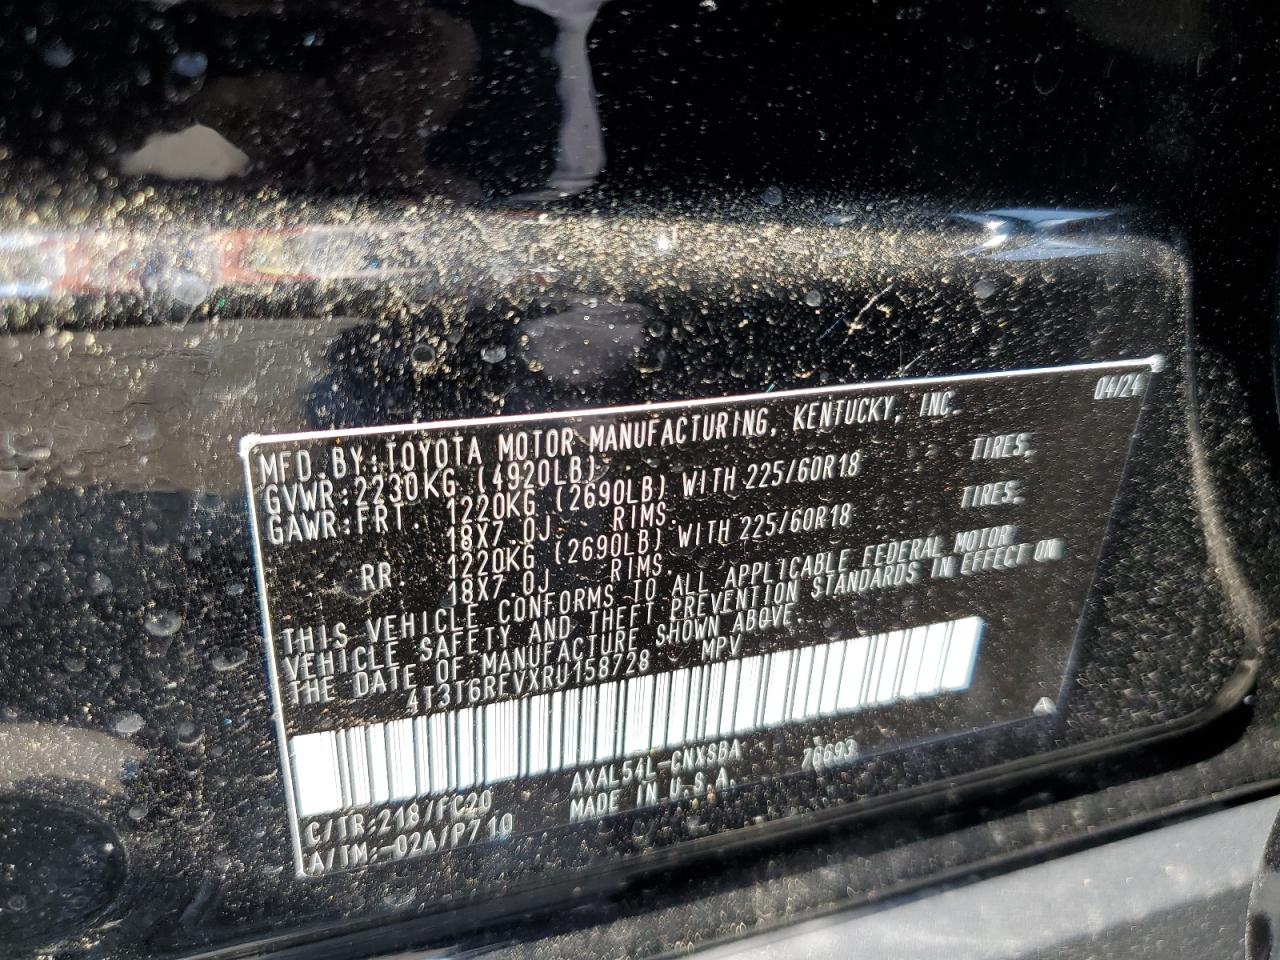 MFD BY:TOYOTA MOTOR MANUFACTURING, KENTUCKY, INC. 04/24
GVWR:2230KG (4920LB)
GAWR:FRT. 1220KG (2690LB) WITH 225/60R18 TIRES,
18X7.0J RIMS.
RR. 1220KG (2690LB) WITH 225/60R18 TIRES,
18X7.0J RIMS.
THIS VEHICLE CONFORMS TO ALL APPLICABLE FEDERAL MOTOR
VEHICLE SAFETY AND THEFT PREVENTION STANDARDS IN EFFECT ON
THE DATE OF MANUFACTURE SHOWN ABOVE.
4T3T6RFVXRU158728 MPV
C/TR:218/FC20 AXAL54L-CNXSBA 26693
A/TM:-02A/P710 MADE IN U.S.A.